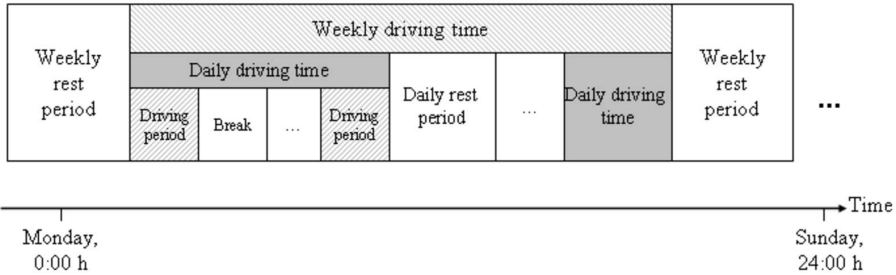 Weekly
rest
period
Weekly driving time
Daily driving time
Driving
period
Break
...
Driving
period
Daily rest
period
...
Daily driving
time
Weekly
rest
period
...
Time
Monday,
0:00 h
Sunday,
24:00 h